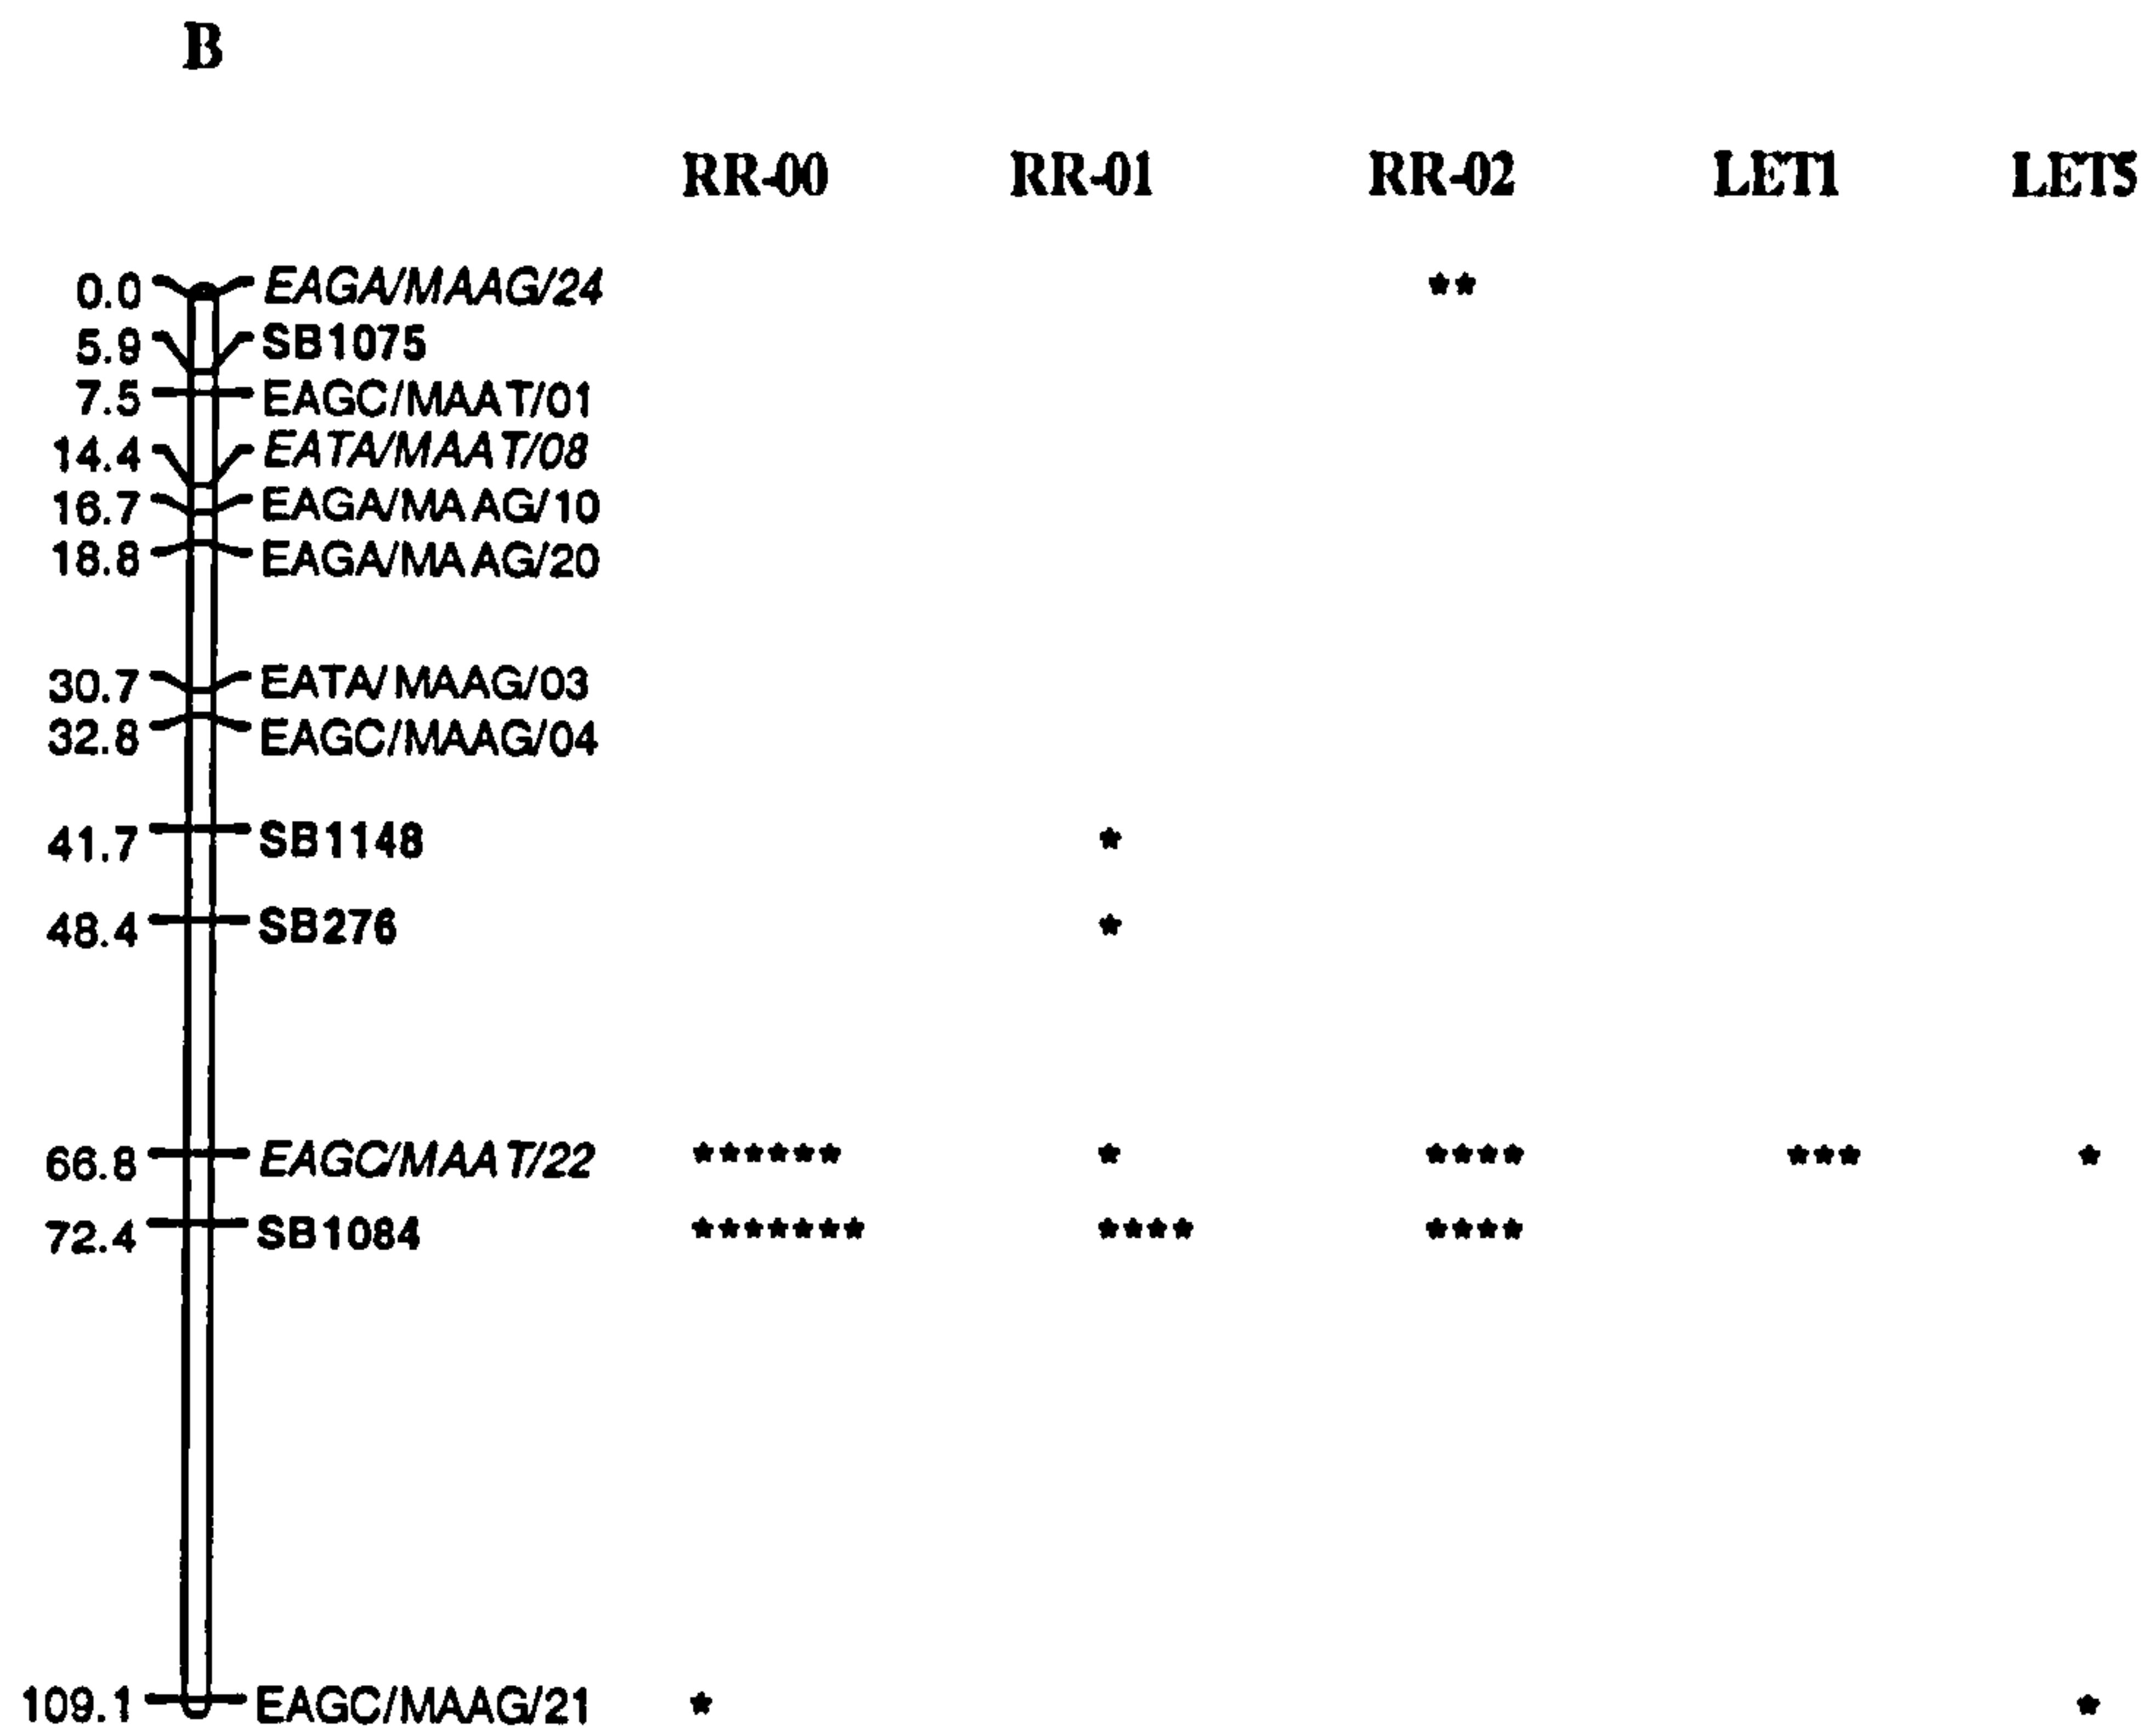 B
RR-00 RR-01 RR-02 LET1 LET5
0.0 EAGA/MAAG/24 **
5.9 SB1075
7.5 EAGC/MAAT/01
14.4 EATA/MAAT/08
16.7 EAGA/MAAG/10
18.8 EAGA/MAAG/20
30.7 EATA/MAAG/03
32.8 EAGC/MAAG/04
41.7 SB1148 *
48.4 SB276 *
66.8 EAGC/MAAT/22 ****** * **** *** *
72.4 SB1084 ******* **** ****
109.1 EAGC/MAAG/21 * *